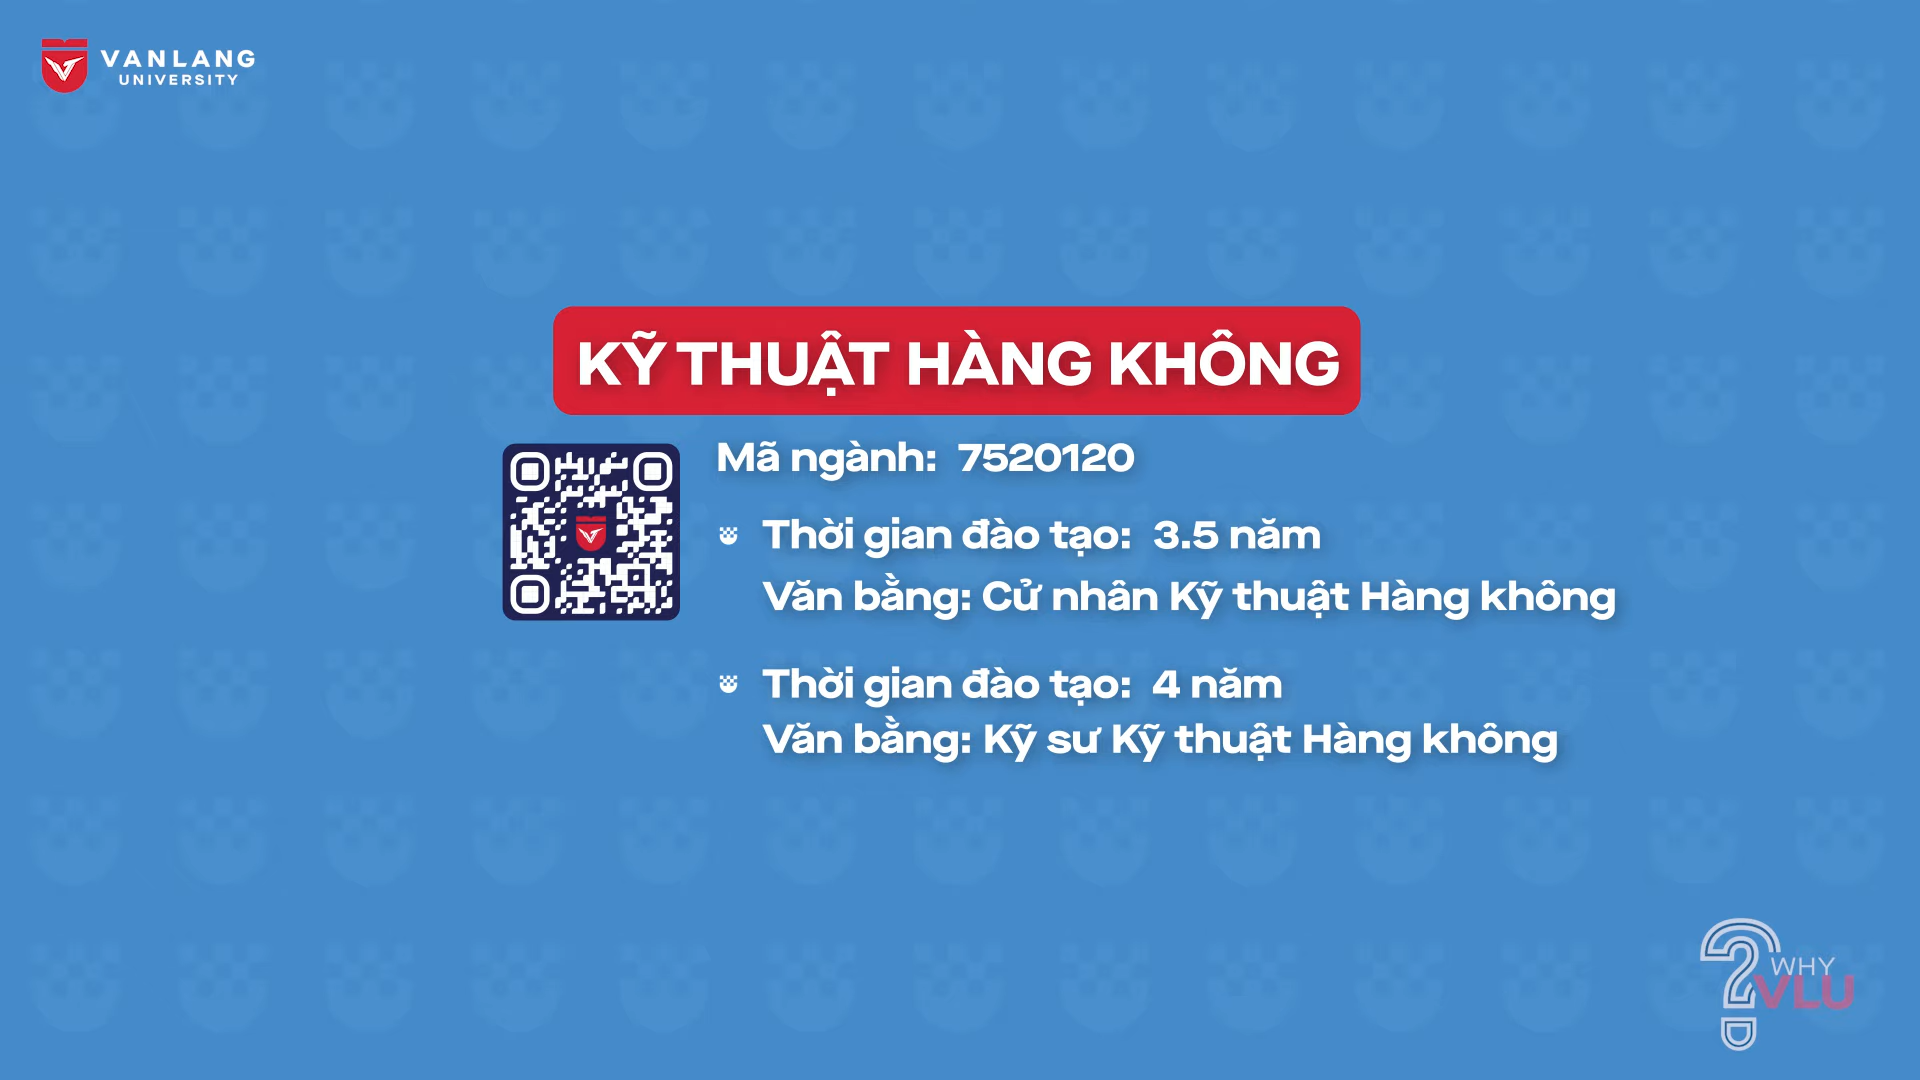 VANLANG
UNIVERSITY
KỸ THUẬT HÀNG KHÔNG
Mã ngành: 7520120
Thời gian đào tạo: 3.5 năm
Văn bằng: Cử nhân Kỹ thuật Hàng không
Thời gian đào tạo: 4 năm
Văn bằng: Kỹ sư Kỹ thuật Hàng không
WHY
VLU